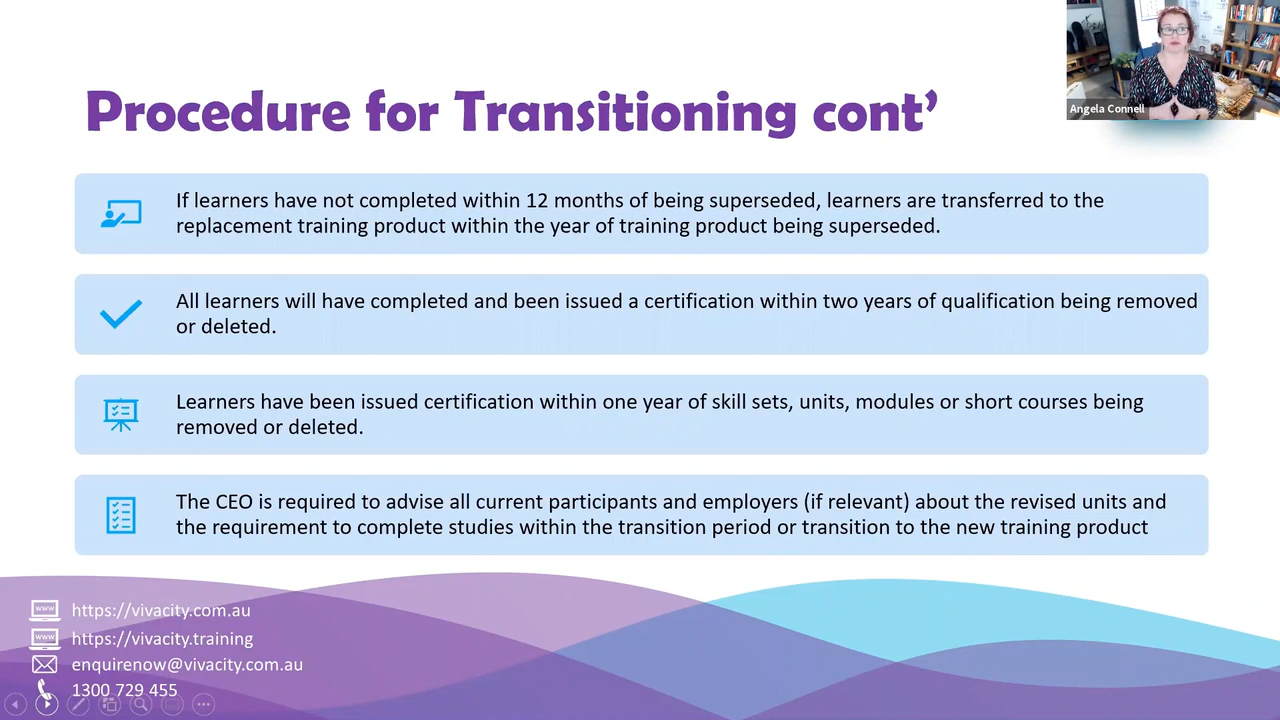 Procedure for Transitioning cont’
Angela Connell
If learners have not completed within 12 months of being superseded, learners are transferred to the
replacement training product within the year of training product being superseded.
All learners will have completed and been issued a certification within two years of qualification being removed
or deleted.
Learners have been issued certification within one year of skill sets, units, modules or short courses being
removed or deleted.
The CEO is required to advise all current participants and employers (if relevant) about the revised units and
the requirement to complete studies within the transition period or transition to the new training product
www https://vivacity.com.au
www https://vivacity.training
enquirenow@vivacity.com.au
1300 729 455